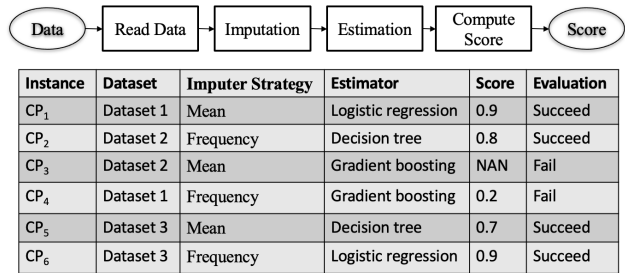 Data Read Data Imputation Estimation Compute Score Score
Instance Dataset Imputer Strategy Estimator Score Evaluation
CP₁ Dataset 1 Mean Logistic regression 0.9 Succeed
CP₂ Dataset 2 Frequency Decision tree 0.8 Succeed
CP₃ Dataset 2 Mean Gradient boosting NAN Fail
CP₄ Dataset 1 Frequency Gradient boosting 0.2 Fail
CP₅ Dataset 3 Mean Decision tree 0.7 Succeed
CP₆ Dataset 3 Frequency Logistic regression 0.9 Succeed